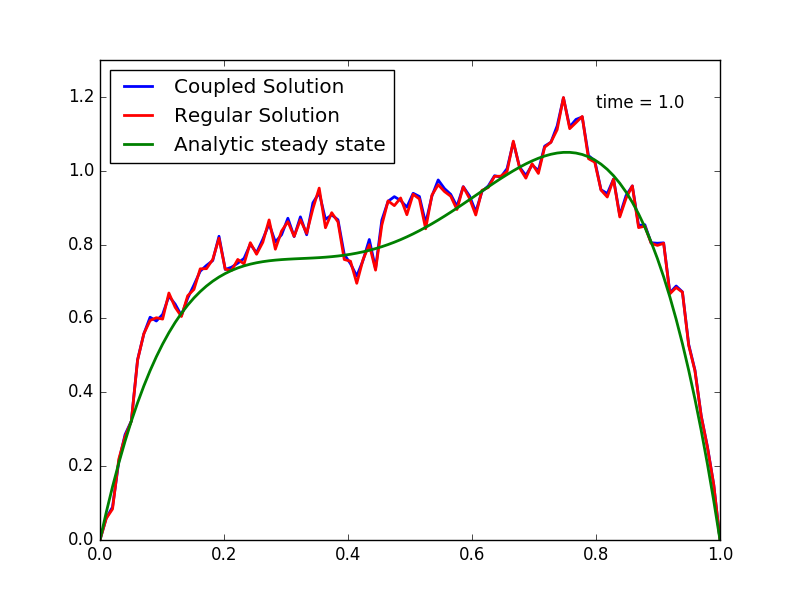 1.2
1.0
0.8
0.6
0.4
0.2
0.0
Coupled Solution
Regular Solution
Analytic steady state
time = 1.0
0.0 0.2 0.4 0.6 0.8 1.0